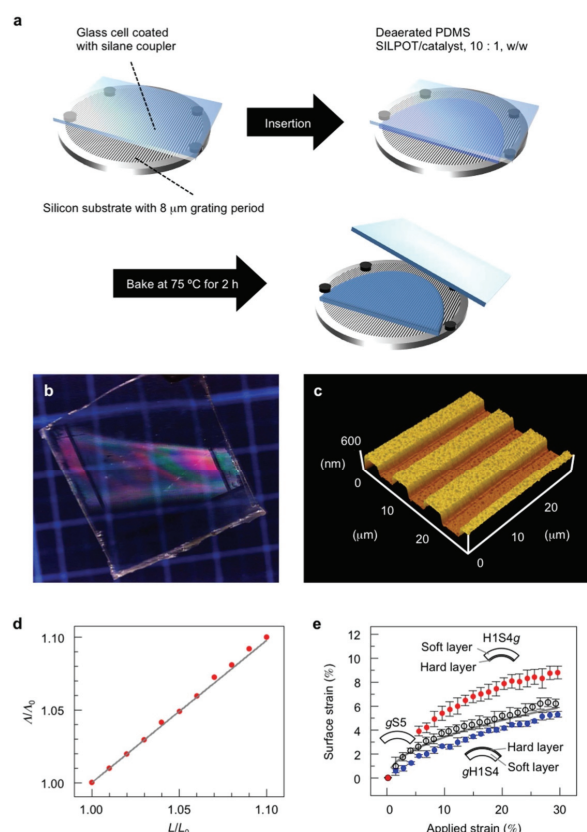 a
Glass cell coated
with silane coupler
Deaerated PDMS
SILPOT/catalyst, 10 : 1, w/w
Insertion
Silicon substrate with 8 μm grating period
Bake at 75 ºC for 2 h
b
c
600
(nm)
0
10
(μm)
20
20
10
(μm)
0
d
1.10
1.05
1.00
Λ/Λ0
1.00
1.05
1.10
L/L0
e
12
10
8
6
4
2
0
Surface strain (%)
H1S4g
Soft layer
Hard layer
gS5
Hard layer
Soft layer
gH1S4
0
10
20
30
Applied strain (%)